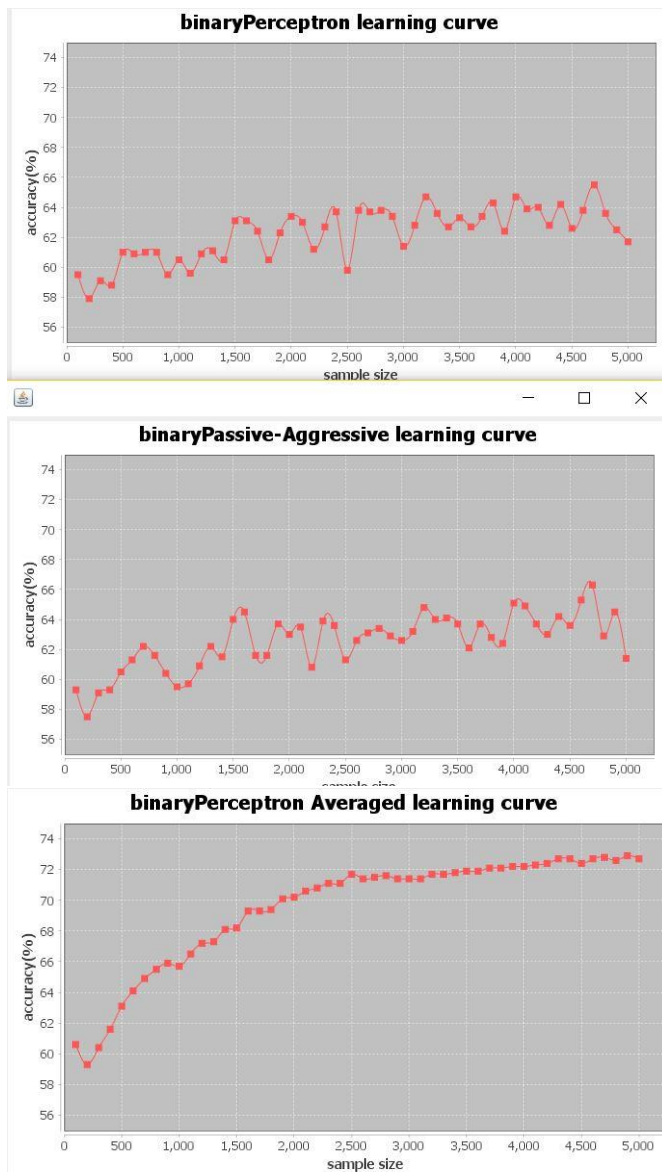 binaryPerceptron learning curve
74
72
70
68
66
64
62
60
58
56
accuracy(%)
0 500 1,000 1,500 2,000 2,500 3,000 3,500 4,000 4,500 5,000
sample size
binaryPassive-Aggressive learning curve
74
72
70
68
66
64
62
60
58
56
accuracy(%)
0 500 1,000 1,500 2,000 2,500 3,000 3,500 4,000 4,500 5,000
sample size
binaryPerceptron Averaged learning curve
74
72
70
68
66
64
62
60
58
56
accuracy(%)
0 500 1,000 1,500 2,000 2,500 3,000 3,500 4,000 4,500 5,000
sample size